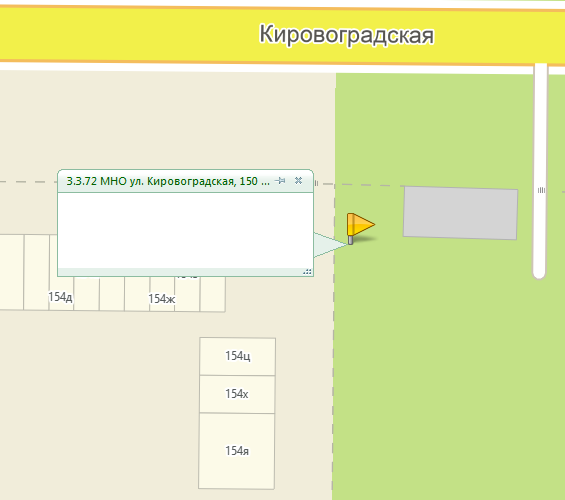 Кировоградская
3.3.72 МНО ул. Кировоградская, 150 ...
154д
154ж
154ц
154х
154я